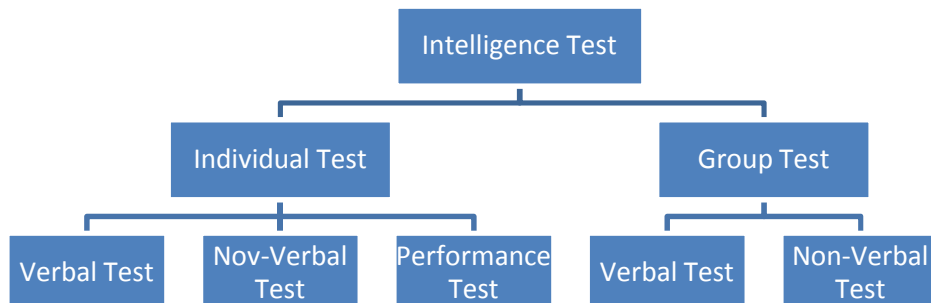 Intelligence Test
Individual Test
Group Test
Verbal Test
Nov-Verbal
Test
Performance
Test
Verbal Test
Non-Verbal
Test